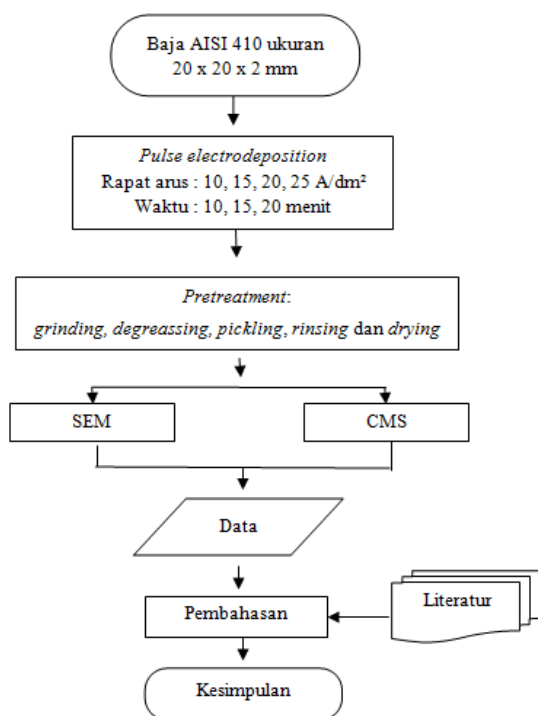 Baja AISI 410 ukuran
20 x 20 x 2 mm
Pulse electrodeposition
Rapat arus : 10, 15, 20, 25 A/dm²
Waktu : 10, 15, 20 menit
Pretreatment:
grinding, degreassing, pickling, rinsing dan drying
SEM
CMS
Data
Pembahasan
Literatur
Kesimpulan